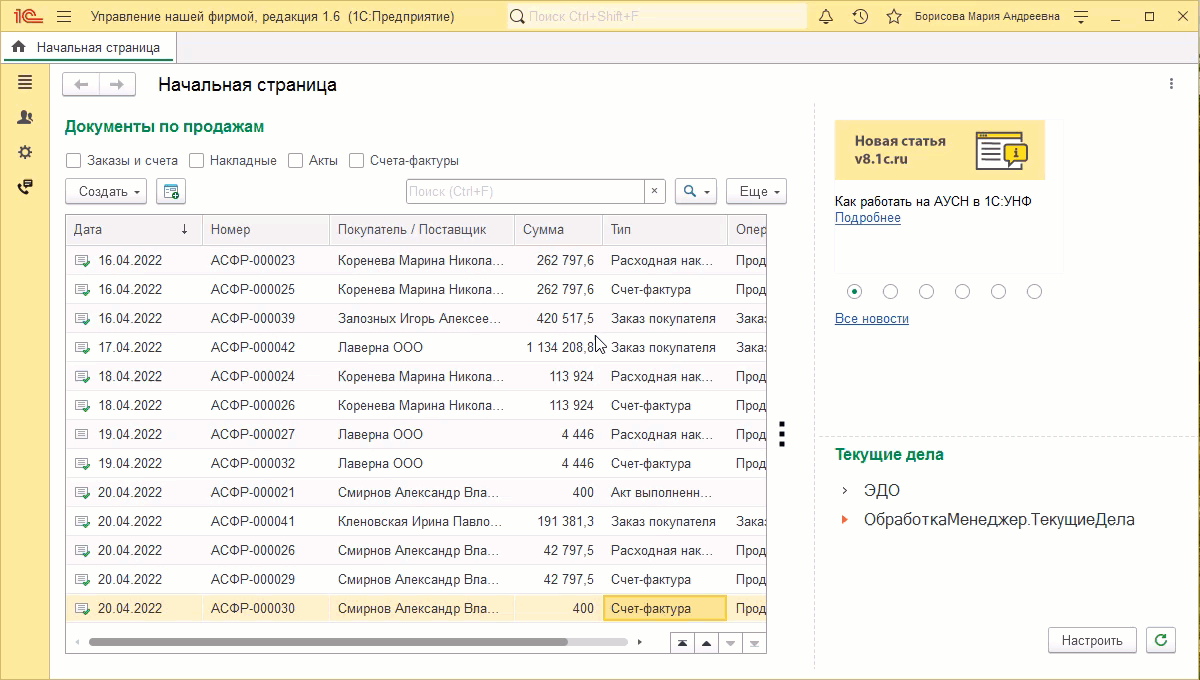 1С Управление нашей фирмой, редакция 1.6 (1С:Предприятие) Поиск Ctrl+Shift+F Борисова Мария Андреевна
Начальная страница
Начальная страница
Документы по продажам
Заказы и счета Накладные Акты Счета-фактуры
Создать Поиск (Ctrl+F) × Еще
Дата ↓ Номер Покупатель / Поставщик Сумма Тип Опер
16.04.2022 АСФР-000023 Коренева Марина Никола... 262 797,6 Расходная нак... Прод
16.04.2022 АСФР-000025 Коренева Марина Никола... 262 797,6 Счет-фактура Прод
16.04.2022 АСФР-000039 Залозных Игорь Алексее... 420 517,5 Заказ покупателя Зака
17.04.2022 АСФР-000042 Лаверна ООО 1 134 208,8 Заказ покупателя Зака
18.04.2022 АСФР-000024 Коренева Марина Никола... 113 924 Расходная нак... Прод
18.04.2022 АСФР-000026 Коренева Марина Никола... 113 924 Счет-фактура Прод
19.04.2022 АСФР-000027 Лаверна ООО 4 446 Расходная нак... Прод
19.04.2022 АСФР-000032 Лаверна ООО 4 446 Счет-фактура Прод
20.04.2022 АСФР-000021 Смирнов Александр Вла... 400 Акт выполненн...
20.04.2022 АСФР-000041 Кленовская Ирина Павло... 191 381,3 Заказ покупателя Зака
20.04.2022 АСФР-000026 Смирнов Александр Вла... 42 797,5 Расходная нак... Прод
20.04.2022 АСФР-000029 Смирнов Александр Вла... 42 797,5 Счет-фактура Прод
20.04.2022 АСФР-000030 Смирнов Александр Вла... 400 Счет-фактура Прод
Новая статья
v8.1c.ru
Как работать на АУСН в 1С:УНФ
Подробнее
Все новости
Текущие дела
ЭДО
ОбработкаМенеджер.ТекущиеДела
Настроить